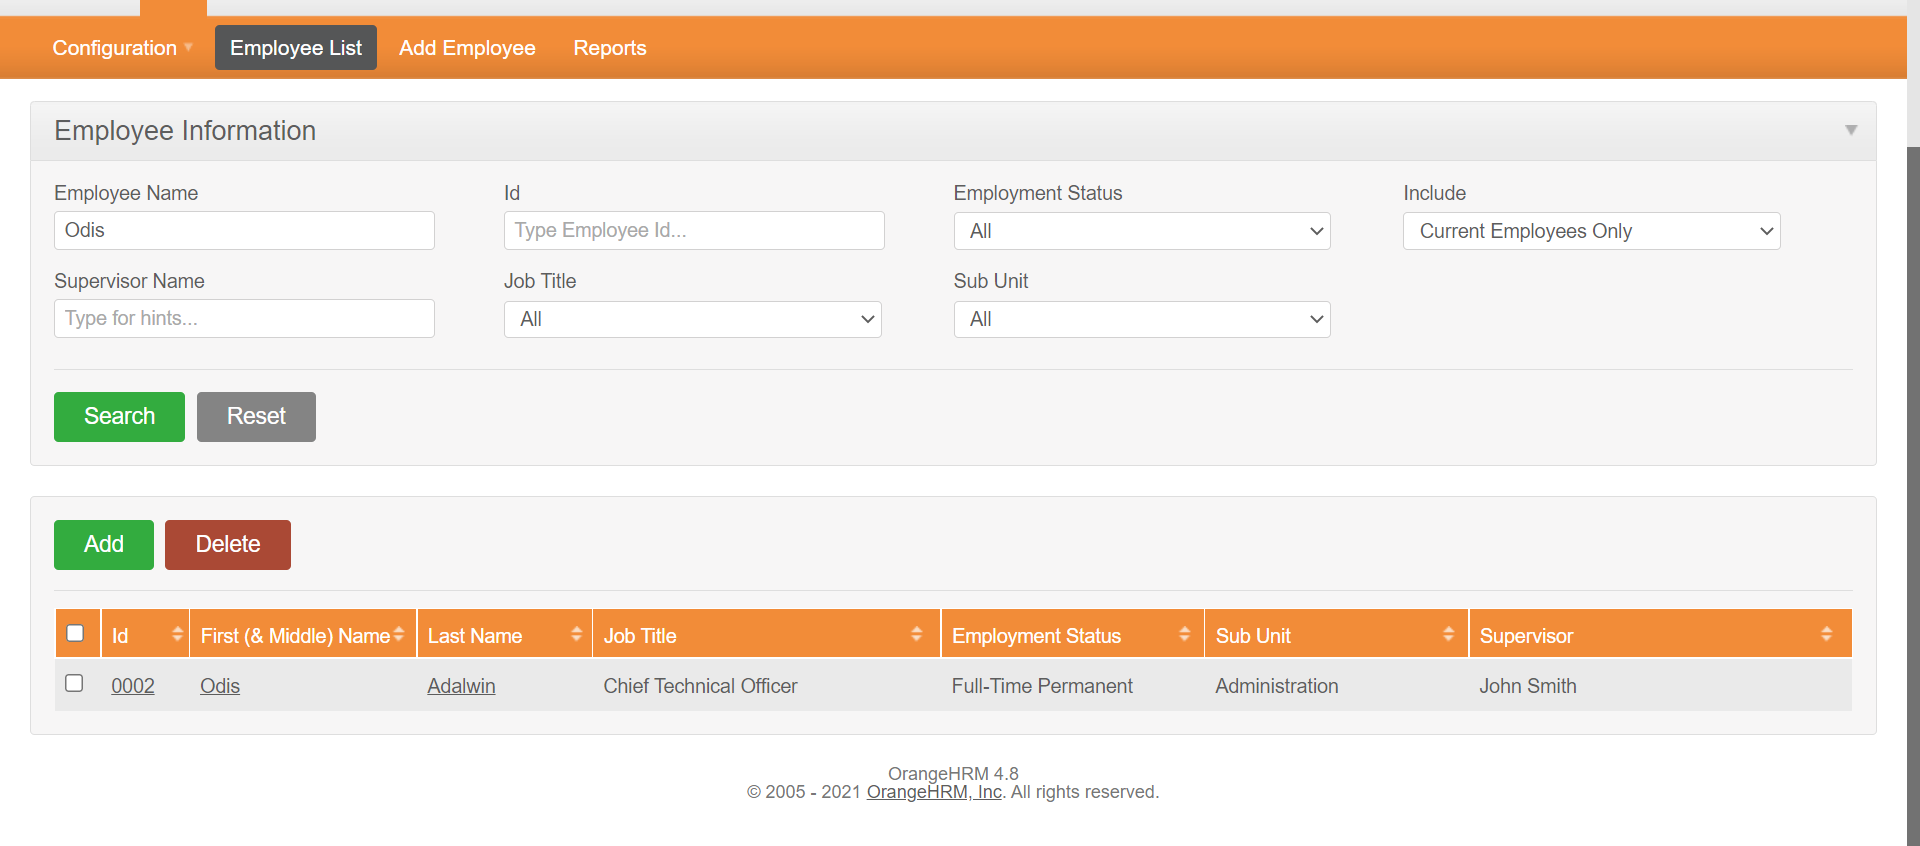 Configuration Employee List Add Employee Reports
Employee Information
Employee Name Id Employment Status Include
Odis Type Employee Id... All Current Employees Only
Supervisor Name Job Title Sub Unit
Type for hints... All All
Search Reset
Add Delete
Id First (& Middle) Name Last Name Job Title Employment Status Sub Unit Supervisor
0002 Odis Adalwin Chief Technical Officer Full-Time Permanent Administration John Smith
OrangeHRM 4.8
© 2005 - 2021 OrangeHRM, Inc. All rights reserved.